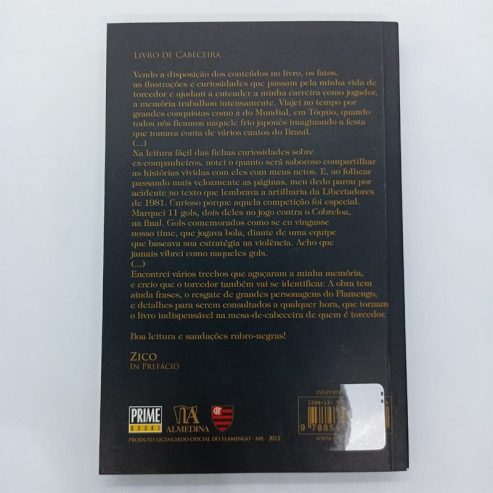 LIVRO DE CABECEIRA
Vendo a disposição dos conteúdos no livro, os fatos,
as ilustrações e curiosidades que passam pela minha vida de
torcedor e ajudam a entender a minha carreira como jogador,
a memória trabalhou intensamente. Viajei no tempo por
grandes conquistas como a do Mundial, em Tóquio, quando
todos nós ficamos naquele frio japonês imaginando a festa
que tomava conta de vários cantos do Brasil.
(...)
Na leitura fácil das fichas curiosidades sobre
ex-companheiros, notei o quanto será saboroso compartilhar
as histórias vividas com eles com meus netos. E, ao folhear
passando mais velozmente as páginas, meu dedo parou por
acidente no texto que lembrava a artilharia da Libertadores
de 1981. Curioso porque aquela competição foi especial.
Marquei 11 gols, dois deles no jogo contra o Cobreloa,
na final. Gols comemorados como se eu vingasse
nosso time, que jogava bola, diante de uma equipe
que baseava sua estratégia na violência. Acho que
jamais vibrei como naqueles gols.
(...)
Encontrei vários trechos que aguçaram a minha memória,
e creio que o torcedor também vai se identificar. A obra tem
ainda frases, o resgate de grandes personagens do Flamengo,
e detalhes para serem consultados a qualquer hora, que tornam
o livro indispensável na mesa-de-cabeceira de quem é torcedor.
Boa leitura e saudações rubro-negras!
ZICO
IN PREFÁCIO
DESPOR
ISBN
9 7885
PRIME
BOOKS
ALMEDINA
PRODUTO LICENCIADO OFICIAL DO FLAMENGO - MR - 2011